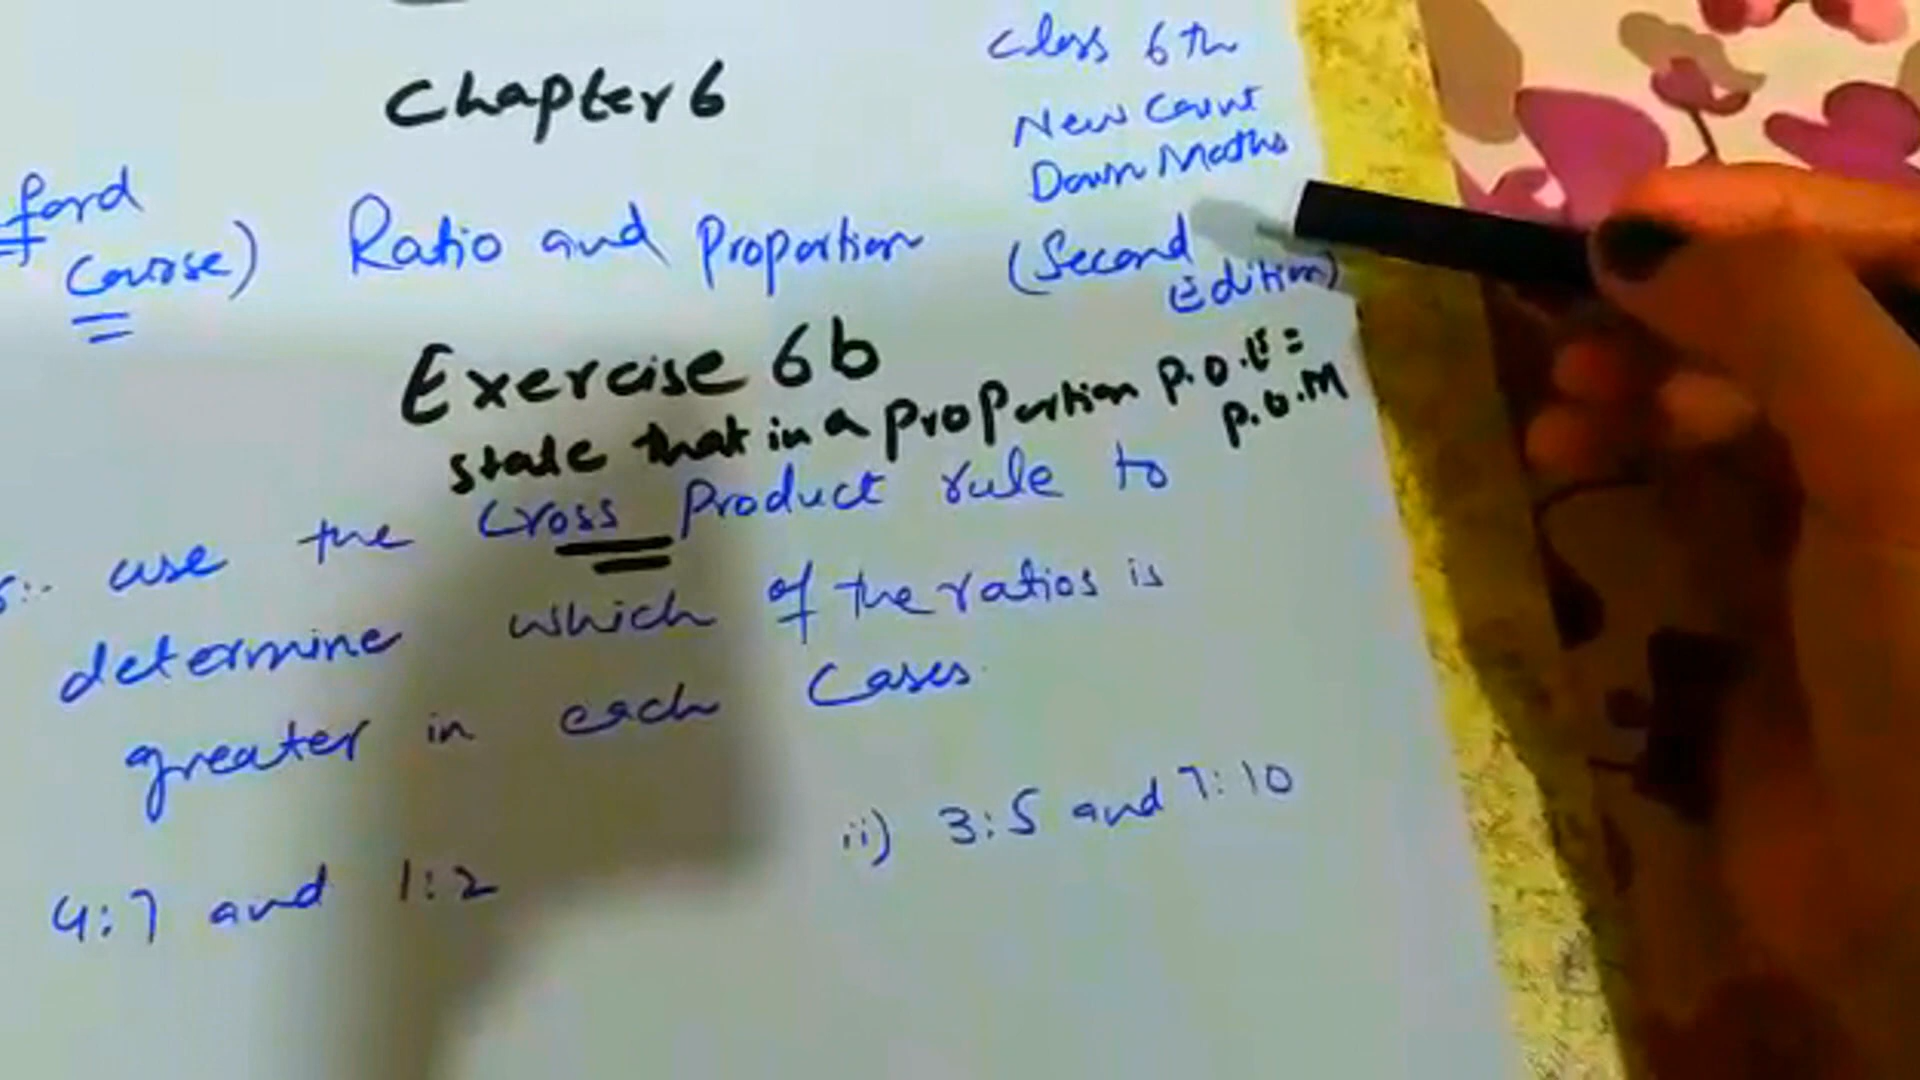 Chapter 6
Class 6th
New Count
Down Maths
(Second
Edition)
ford
Course)
Ratio and Proportion
Exercise 6b
state that in a proportion P.O.E =
P.O.M
use the Cross Product rule to
determine which of the ratios is
greater in each Cases
4:7 and 1:2
ii) 3:5 and 7:10